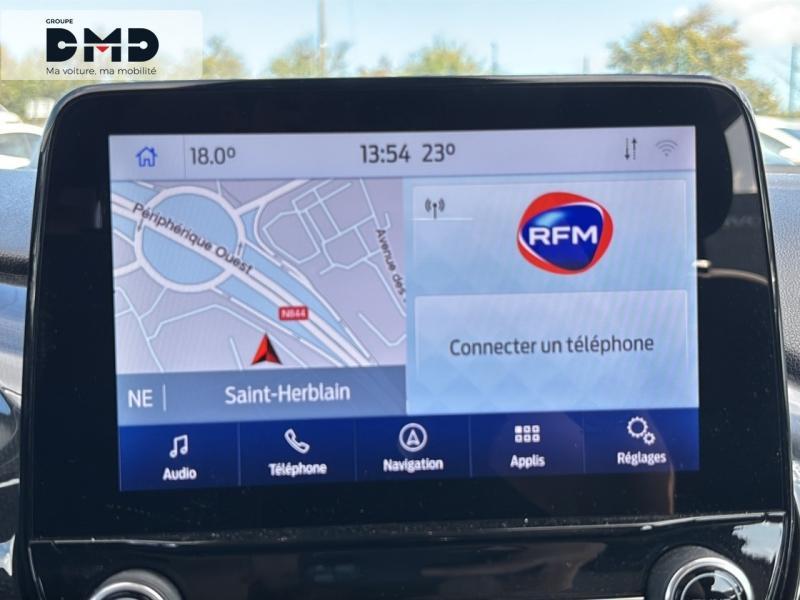 GROUPE
DMD
Ma voiture, ma mobilité
18.0°
13:54 23°
Périphérique Ouest
Avenue des
N844
RFM
Connecter un téléphone
NE
Saint-Herblain
Audio
Téléphone
Navigation
Applis
Réglages